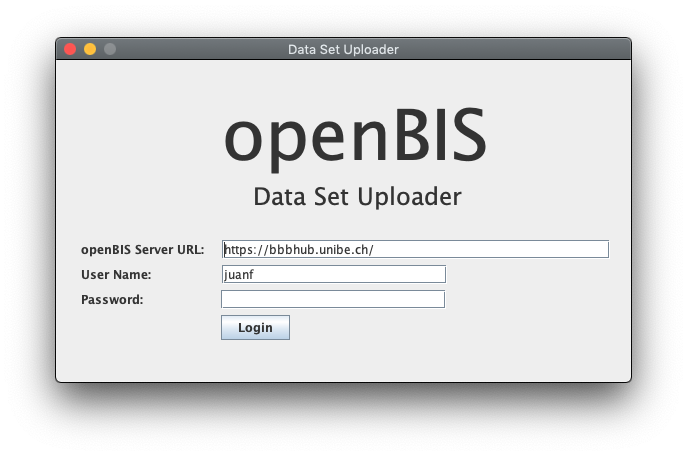 Data Set Uploader
openBIS
Data Set Uploader
openBIS Server URL: https://bbbhub.unibe.ch/
User Name: juanf
Password:
Login